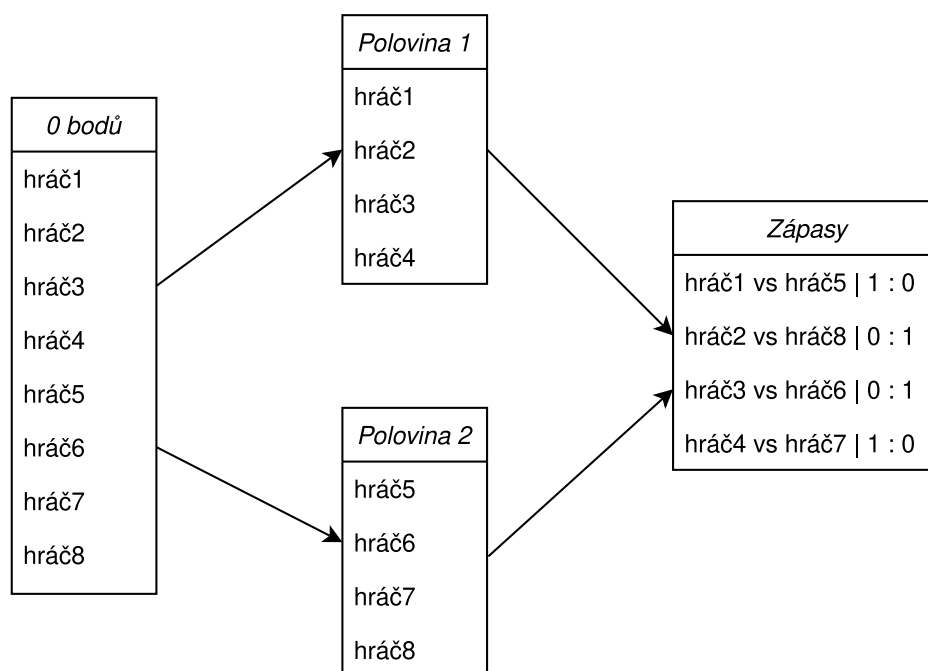 0 bodů
hráč1
hráč2
hráč3
hráč4
hráč5
hráč6
hráč7
hráč8
Polovina 1
hráč1
hráč2
hráč3
hráč4
Polovina 2
hráč5
hráč6
hráč7
hráč8
Zápasy
hráč1 vs hráč5 | 1 : 0
hráč2 vs hráč8 | 0 : 1
hráč3 vs hráč6 | 0 : 1
hráč4 vs hráč7 | 1 : 0